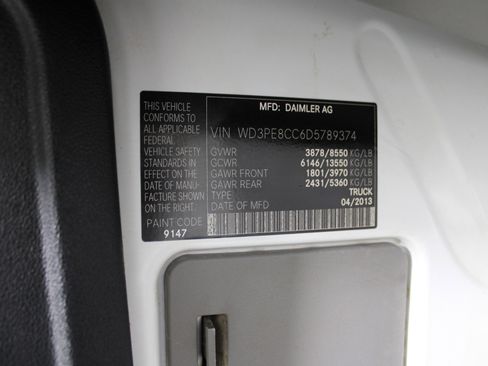 MFD: DAIMLER AG
THIS VEHICLE
CONFORMS TO
ALL APPLICABLE
FEDERAL
VEHICLE SAFETY
STANDARDS IN
EFFECT ON THE
DATE OF MANU-
FACTURE SHOWN
ON THE RIGHT.
PAINT CODE
9147
VIN WD3PE8CC6D5789374
GVWR 3878/8550 KG/LB
GCWR 6146/13550 KG/LB
GAWR FRONT 1801/3970 KG/LB
GAWR REAR 2431/5360 KG/LB
TYPE TRUCK
DATE OF MFD 04/2013